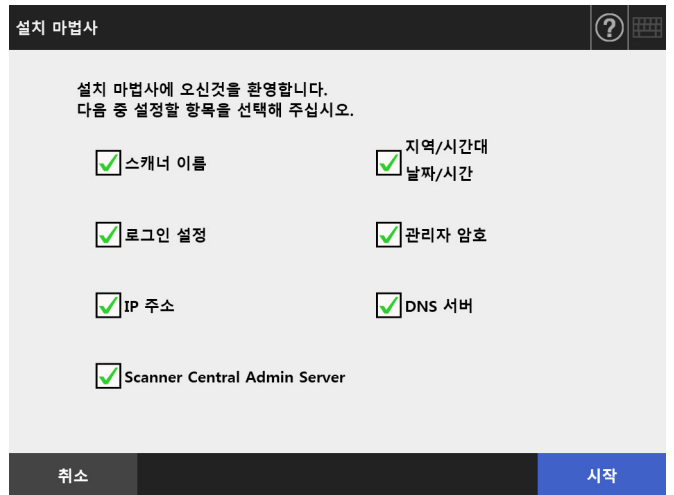 설치 마법사
설치 마법사에 오신것을 환영합니다.
다음 중 설정할 항목을 선택해 주십시오.
스캐너 이름
지역/시간대
날짜/시간
로그인 설정
관리자 암호
IP 주소
DNS 서버
Scanner Central Admin Server
취소
시작